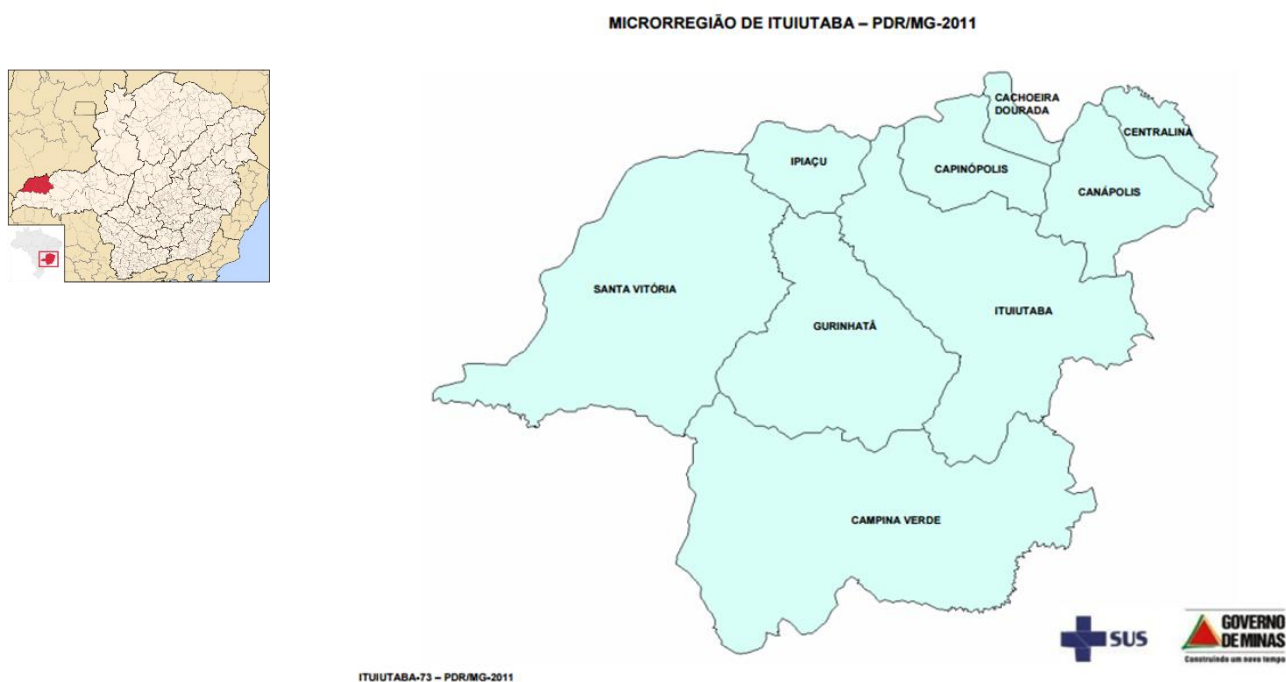 MICRORREGIÃO DE ITUIUTABA – PDR/MG-2011
CACHOEIRA
DOURADA
CENTRALINA
IPIAÇU
CAPINÓPOLIS
CANÁPOLIS
SANTA VITÓRIA
ITUIUTABA
GURINHATÃ
CAMPINA VERDE
SUS
GOVERNO
DE MINAS
Construindo um novo tempo
ITUIUTABA-73 – PDR/MG-2011